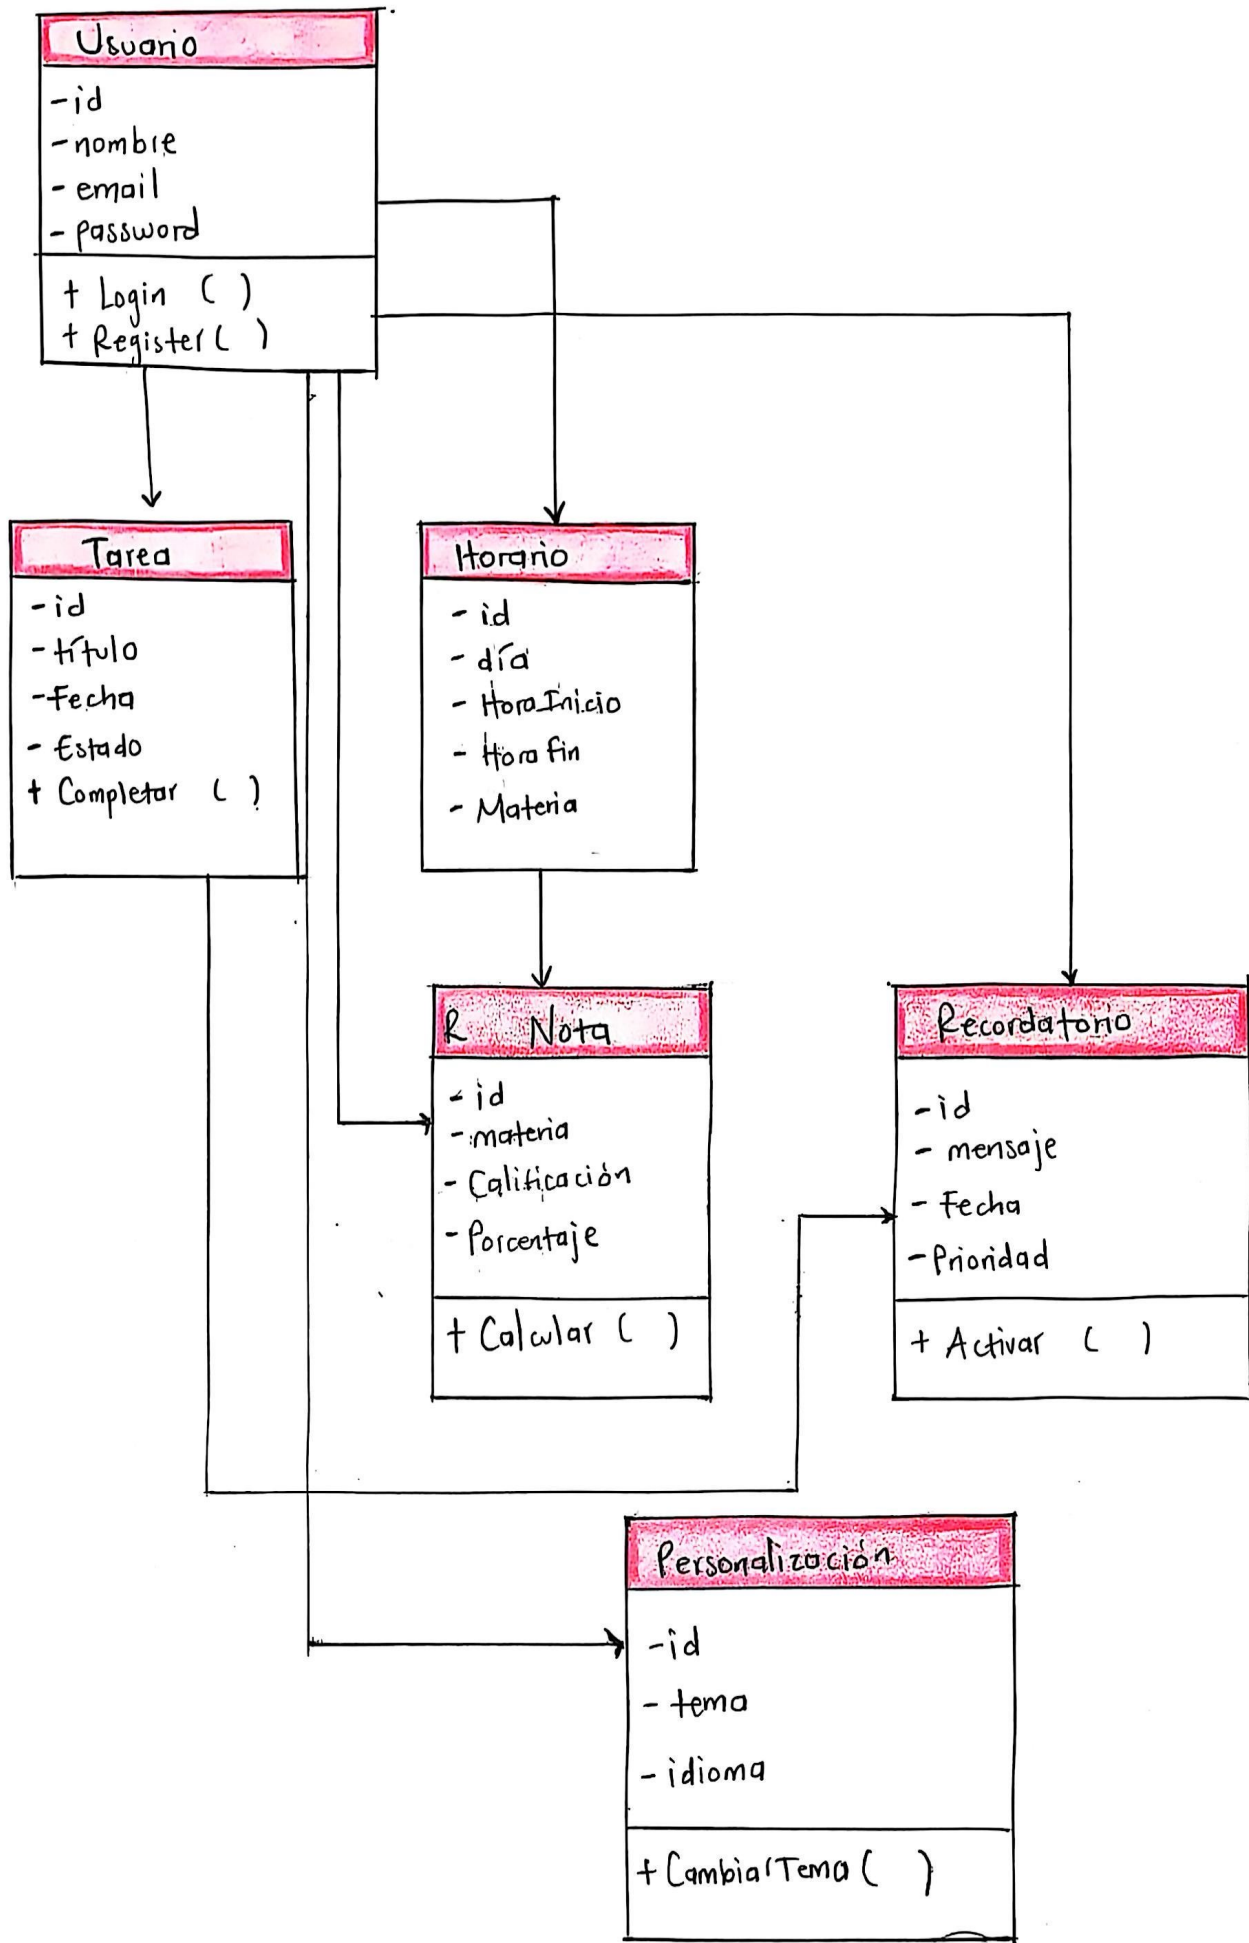 Usuario
-id
-nombre
- email
- password
+ Login ( )
+ Register ( )
Tarea
-id
-título
-Fecha
- Estado
+ Completar ( )
Horario
- id
- día
- HoraInicio
- Hora fin
- Materia
R Nota
- id
- materia
- Calificación
- Porcentaje
+ Calcular ( )
Recordatorio
-id
- mensaje
- Fecha
- Prioridad
+ Activar ( )
Personalización
-id
- tema
- idioma
+ CambiarTema ( )